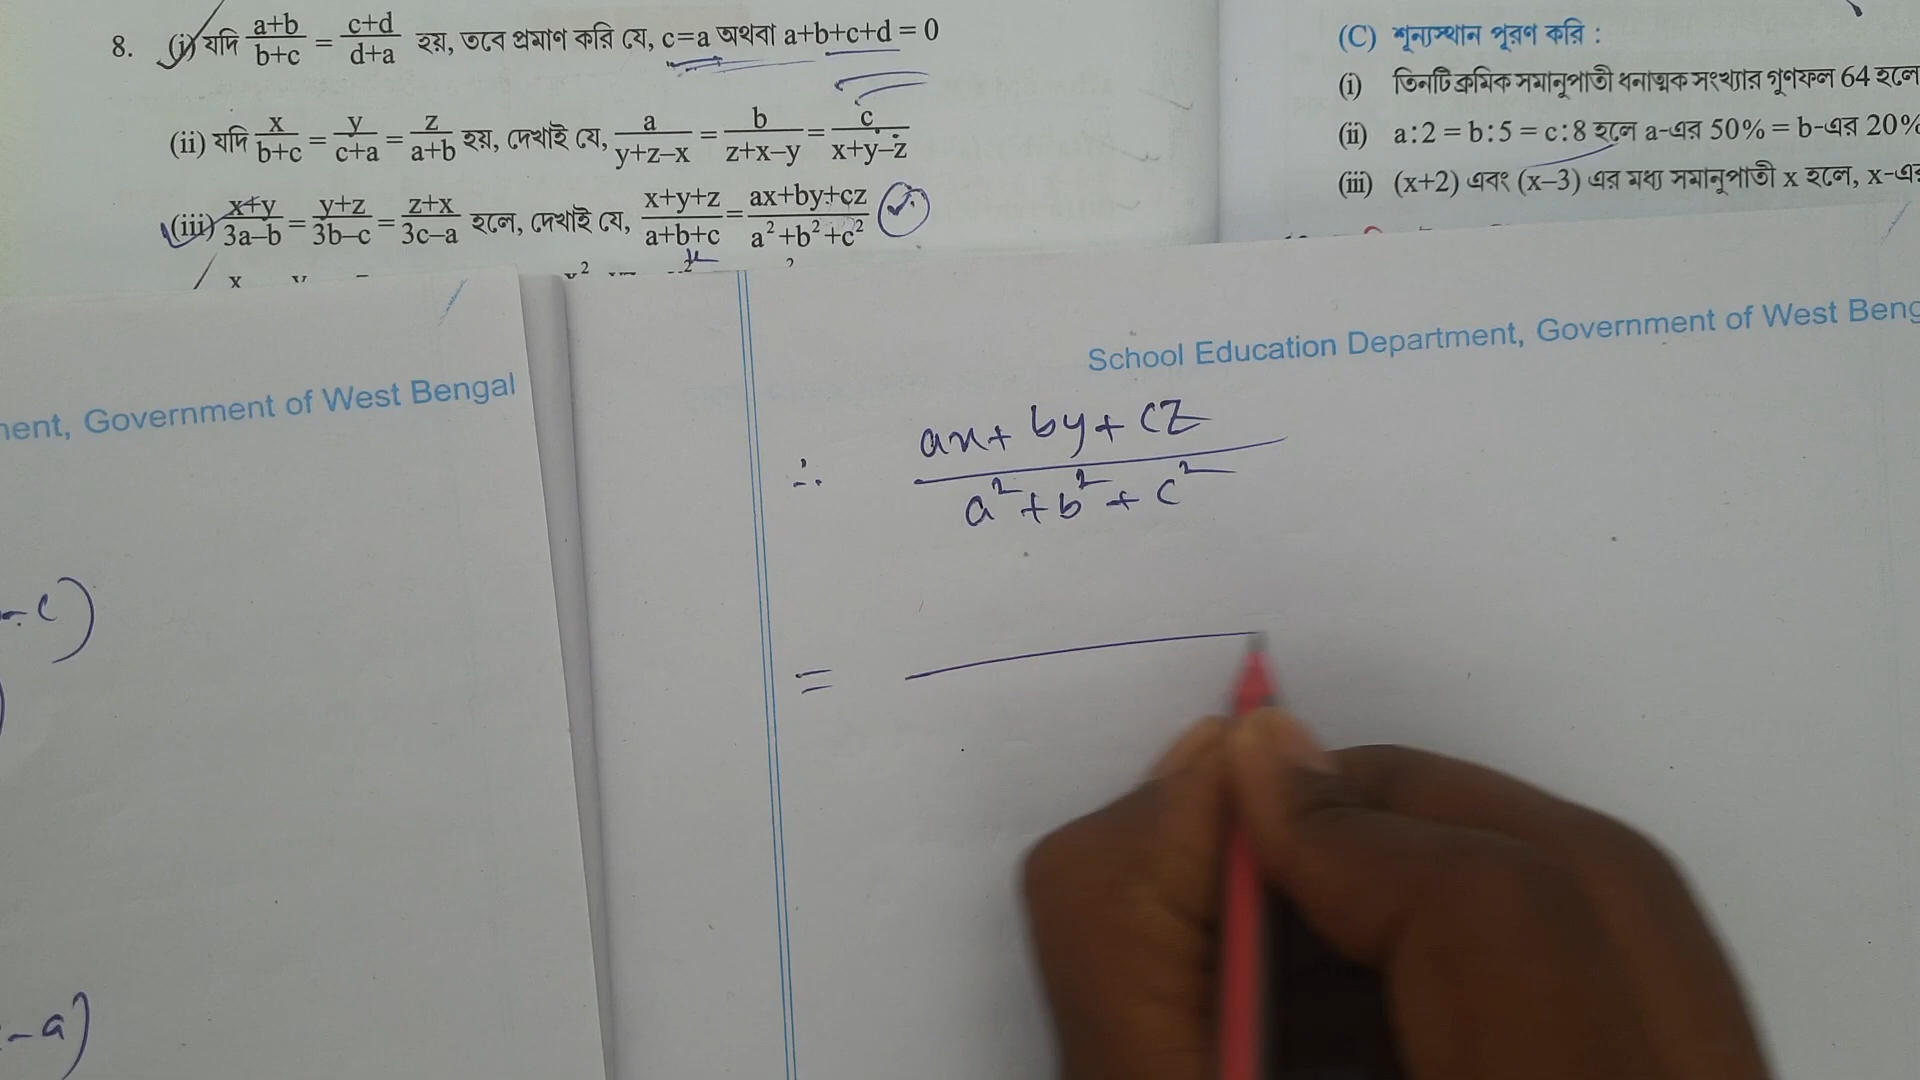 8. (i) যদি a+b/b+c = c+d/d+a হয়, তবে প্রমাণ করি যে, c=a অথবা a+b+c+d = 0
(ii) যদি x/b+c = y/c+a = z/a+b হয়, দেখাই যে, a/y+z–x = b/z+x–y = c/x+y–z
(iii) x+y/3a–b = y+z/3b–c = z+x/3c–a হলে, দেখাই যে, x+y+z/a+b+c = ax+by+cz/a²+b²+c²
(C) শূন্যস্থান পূরণ করি :
(i) তিনটি ক্রমিক সমানুপাতী ধনাত্মক সংখ্যার গুণফল 64 হলে
(ii) a:2 = b:5 = c:8 হলে a-এর 50% = b-এর 20%
(iii) (x+2) এবং (x–3) এর মধ্য সমানুপাতী x হলে, x-এর
Government of West Bengal
School Education Department, Government of West Beng
∴ ax+by+cz/a²+b²+c²
=
-c)
-a)